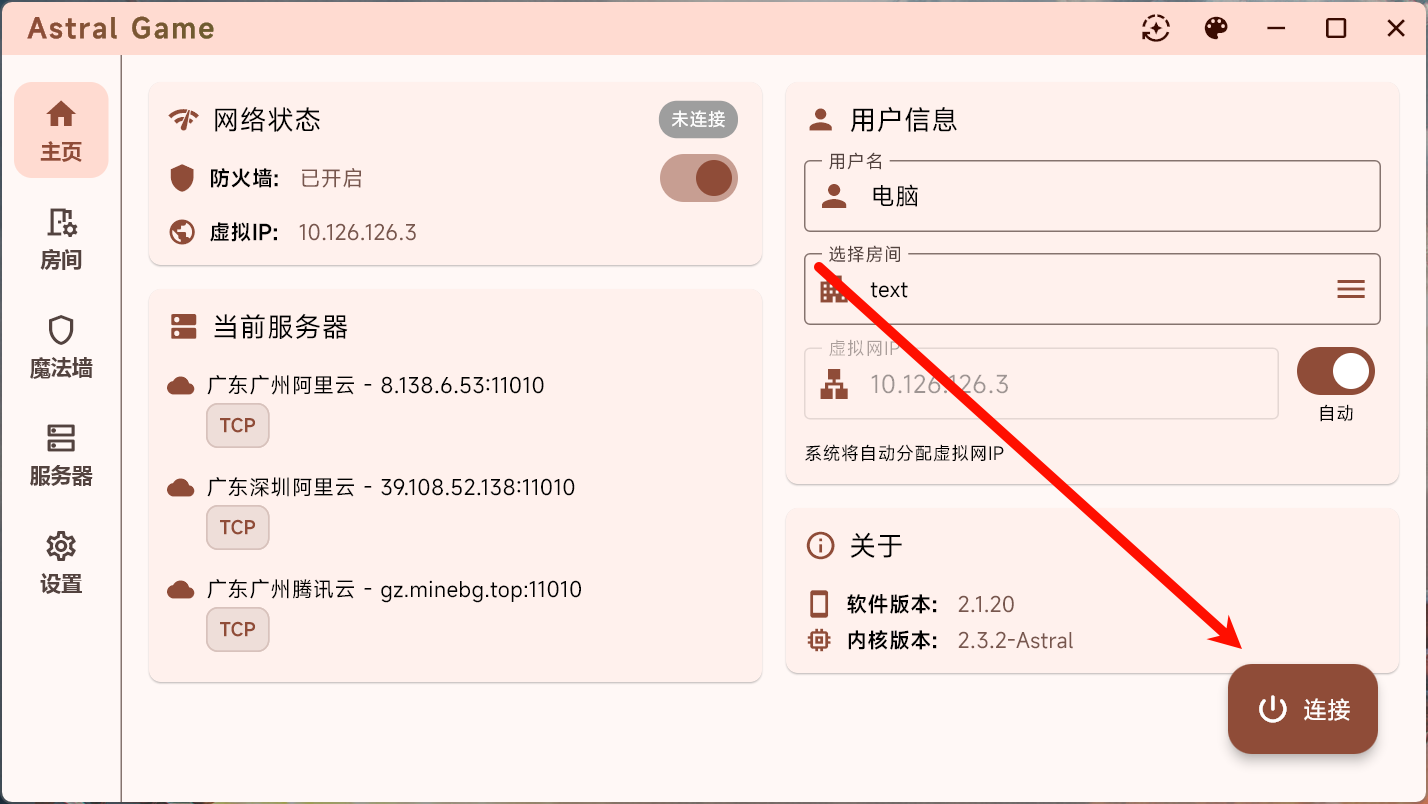 Astral Game
主页
房间
魔法墙
服务器
设置
网络状态
未连接
防火墙: 已开启
虚拟IP: 10.126.126.3
当前服务器
广东广州阿里云 - 8.138.6.53:11010
TCP
广东深圳阿里云 - 39.108.52.138:11010
TCP
广东广州腾讯云 - gz.minebg.top:11010
TCP
用户信息
用户名
电脑
选择房间
text
虚拟网IP
10.126.126.3
自动
系统将自动分配虚拟网IP
关于
软件版本: 2.1.20
内核版本: 2.3.2-Astral
连接